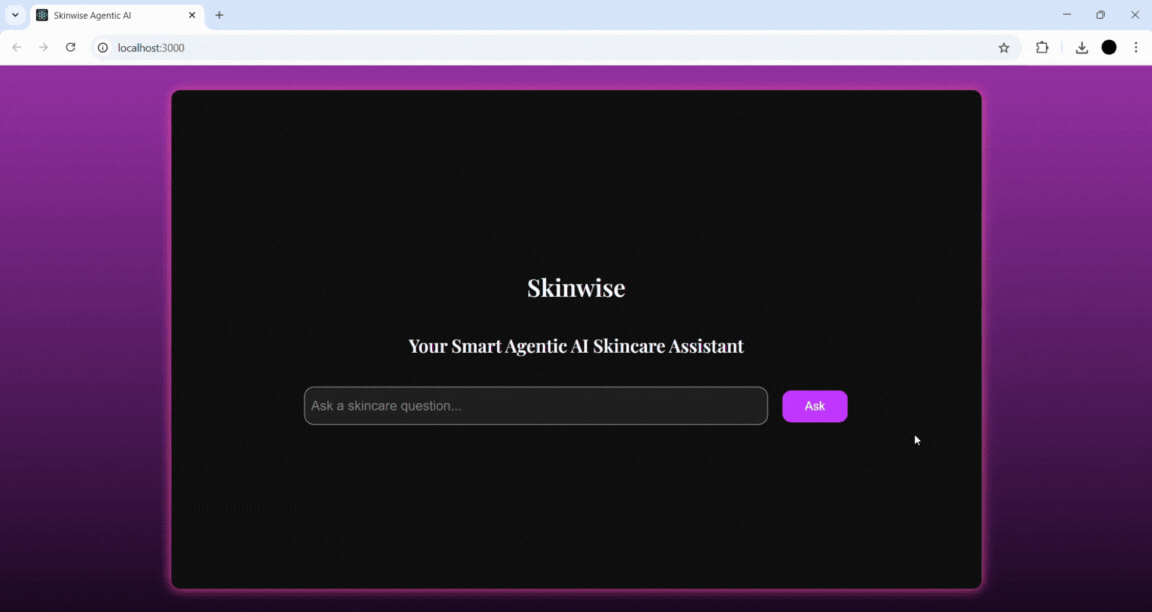 Skinwise Agentic AI
localhost:3000
Skinwise
Your Smart Agentic AI Skincare Assistant
Ask a skincare question...
Ask